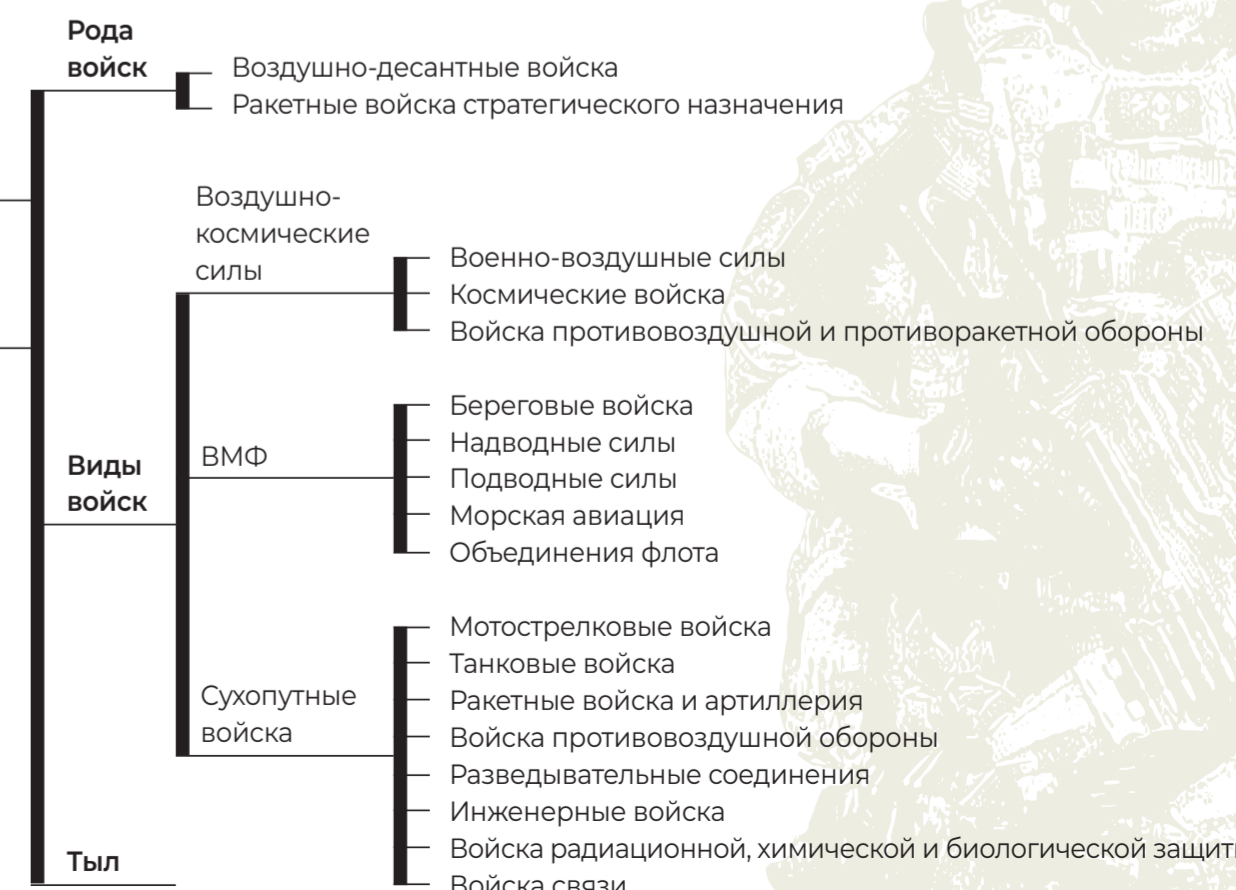 Рода
войск
Воздушно-десантные войска
Ракетные войска стратегического назначения
Воздушно-
космические
силы
Военно-воздушные силы
Космические войска
Войска противовоздушной и противоракетной обороны
Виды
войск
ВМФ
Береговые войска
Надводные силы
Подводные силы
Морская авиация
Объединения флота
Сухопутные
войска
Мотострелковые войска
Танковые войска
Ракетные войска и артиллерия
Войска противовоздушной обороны
Разведывательные соединения
Инженерные войска
Войска радиационной, химической и биологической защит
Войска связи
Тыл